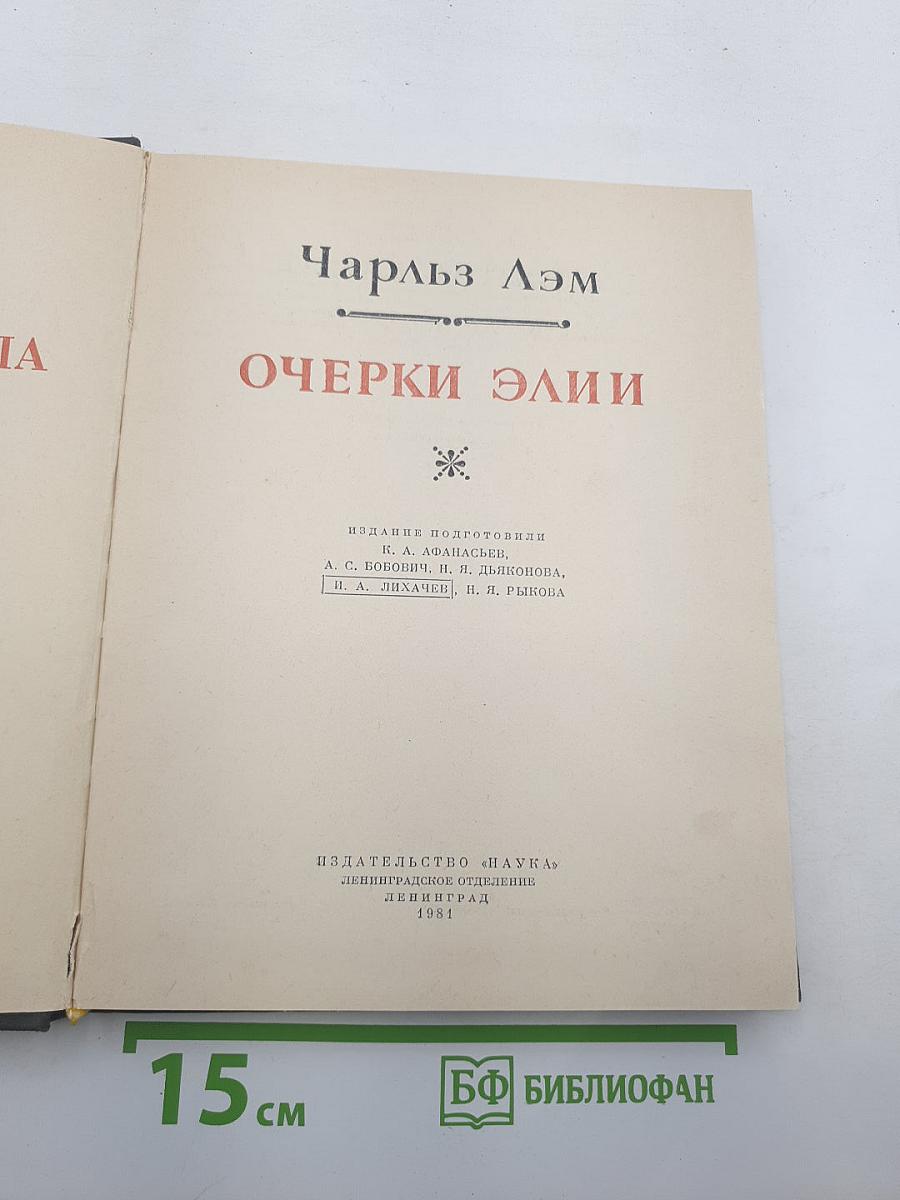 ЛА
Чарльз Лэм
ОЧЕРКИ ЭЛИИ
ИЗДАНИЕ ПОДГОТОВИЛИ
К. А. АФАНАСЬЕВ,
А. С. БОБОВИЧ, Н. Я. ДЬЯКОНОВА,
И. А. ЛИХАЧЕВ, Н. Я. РЫКОВА
ИЗДАТЕЛЬСТВО «НАУКА»
ЛЕНИНГРАДСКОЕ ОТДЕЛЕНИЕ
ЛЕНИНГРАД
1981
15 см
БФ БИБЛИОФАН